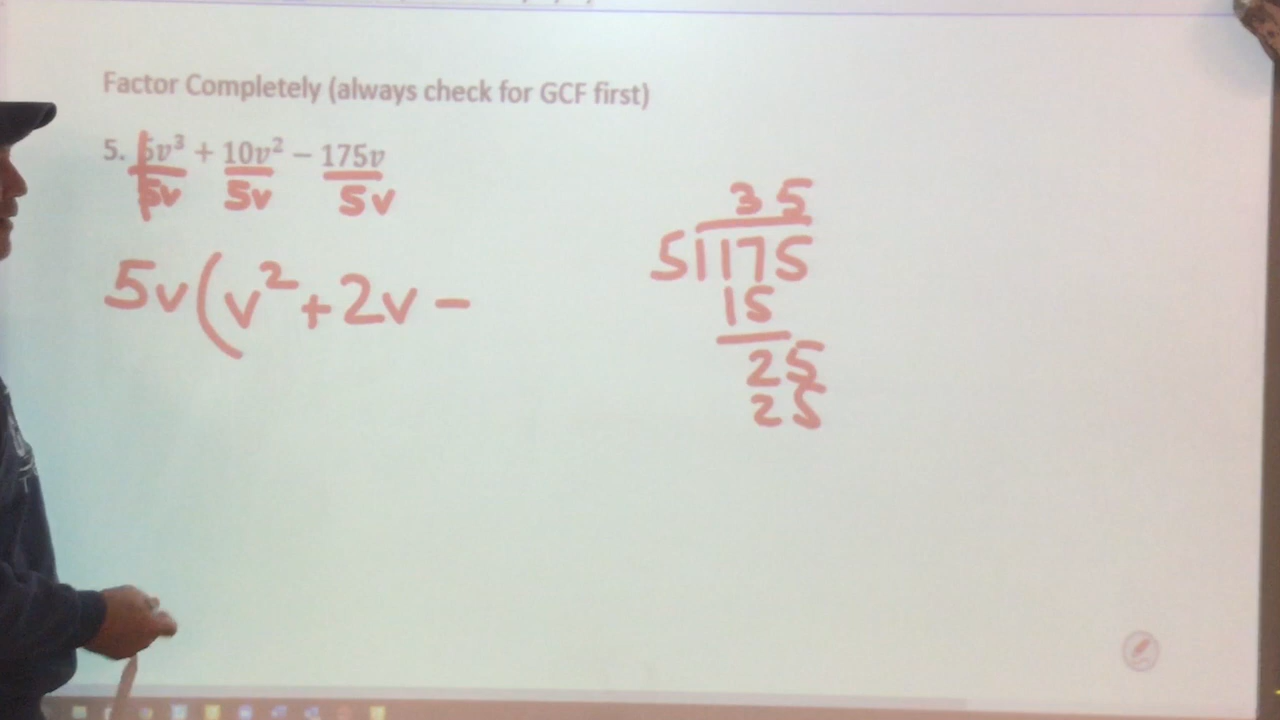 Factor Completely (always check for GCF first)
5. 5v³ + 10v² − 175v
5v 5v 5v
5v(v² + 2v −
35
5|175
15
25
25